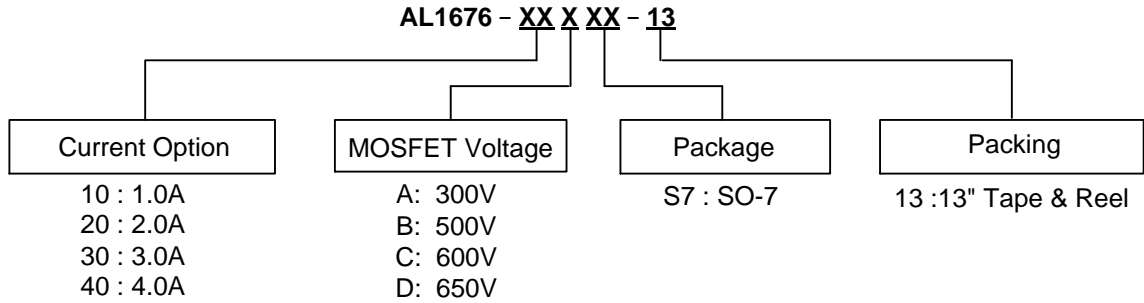 AL1676 – XX X XX – 13
Current Option
10 : 1.0A
20 : 2.0A
30 : 3.0A
40 : 4.0A
MOSFET Voltage
A: 300V
B: 500V
C: 600V
D: 650V
Package
S7 : SO-7
Packing
13 :13" Tape & Reel